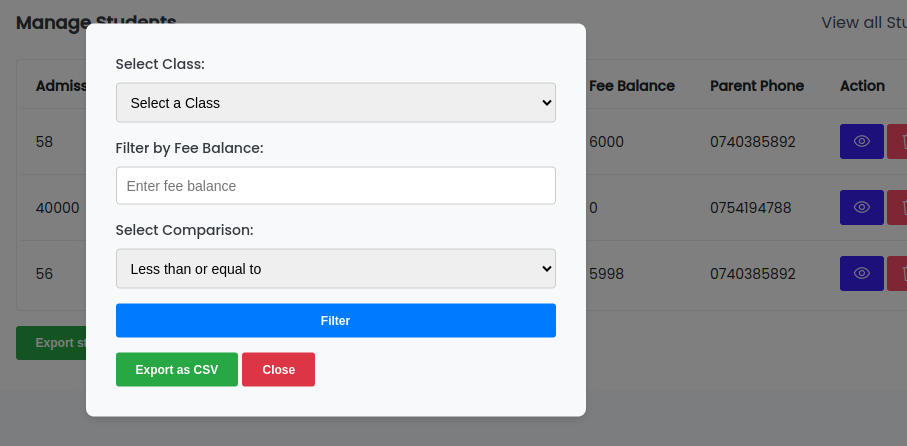 Manage Students
View all Stu
Admiss
Fee Balance
Parent Phone
Action
58
6000
0740385892
40000
0
0754194788
56
5998
0740385892
Export st
Select Class:
Select a Class
Filter by Fee Balance:
Enter fee balance
Select Comparison:
Less than or equal to
Filter
Export as CSV
Close